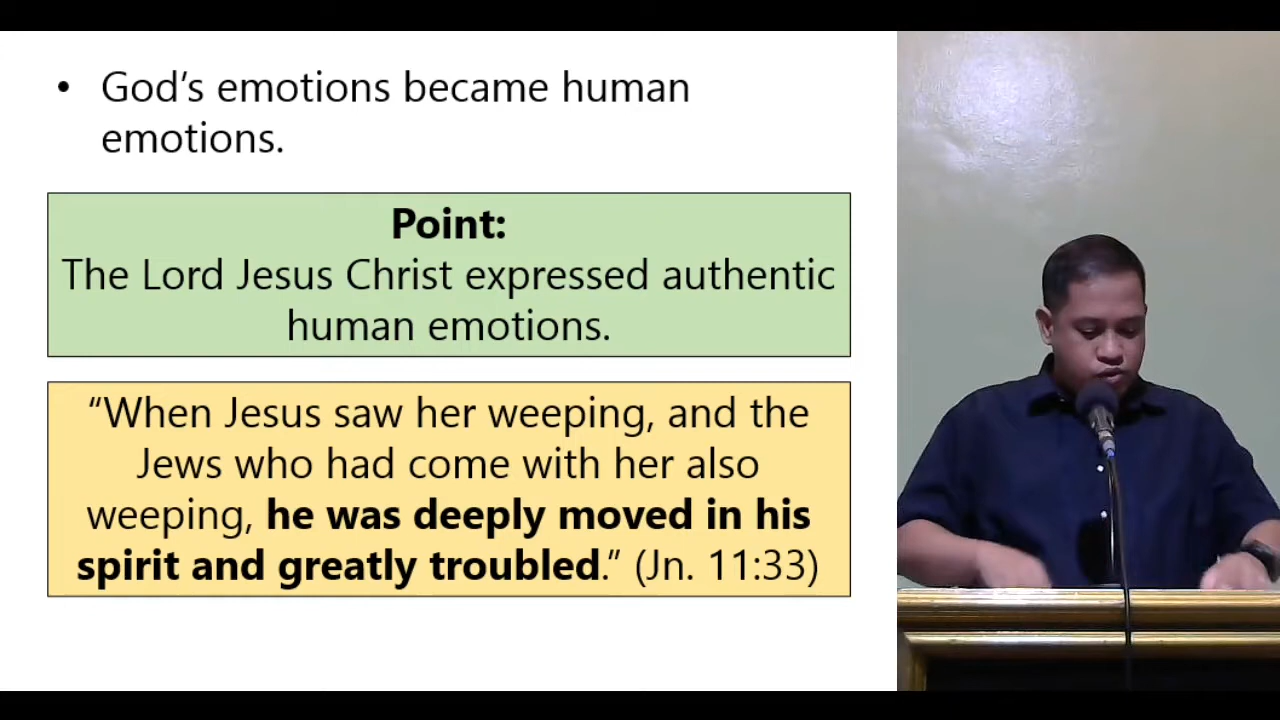 • God’s emotions became human
emotions.
Point:
The Lord Jesus Christ expressed authentic
human emotions.
“When Jesus saw her weeping, and the
Jews who had come with her also
weeping, he was deeply moved in his
spirit and greatly troubled.” (Jn. 11:33)